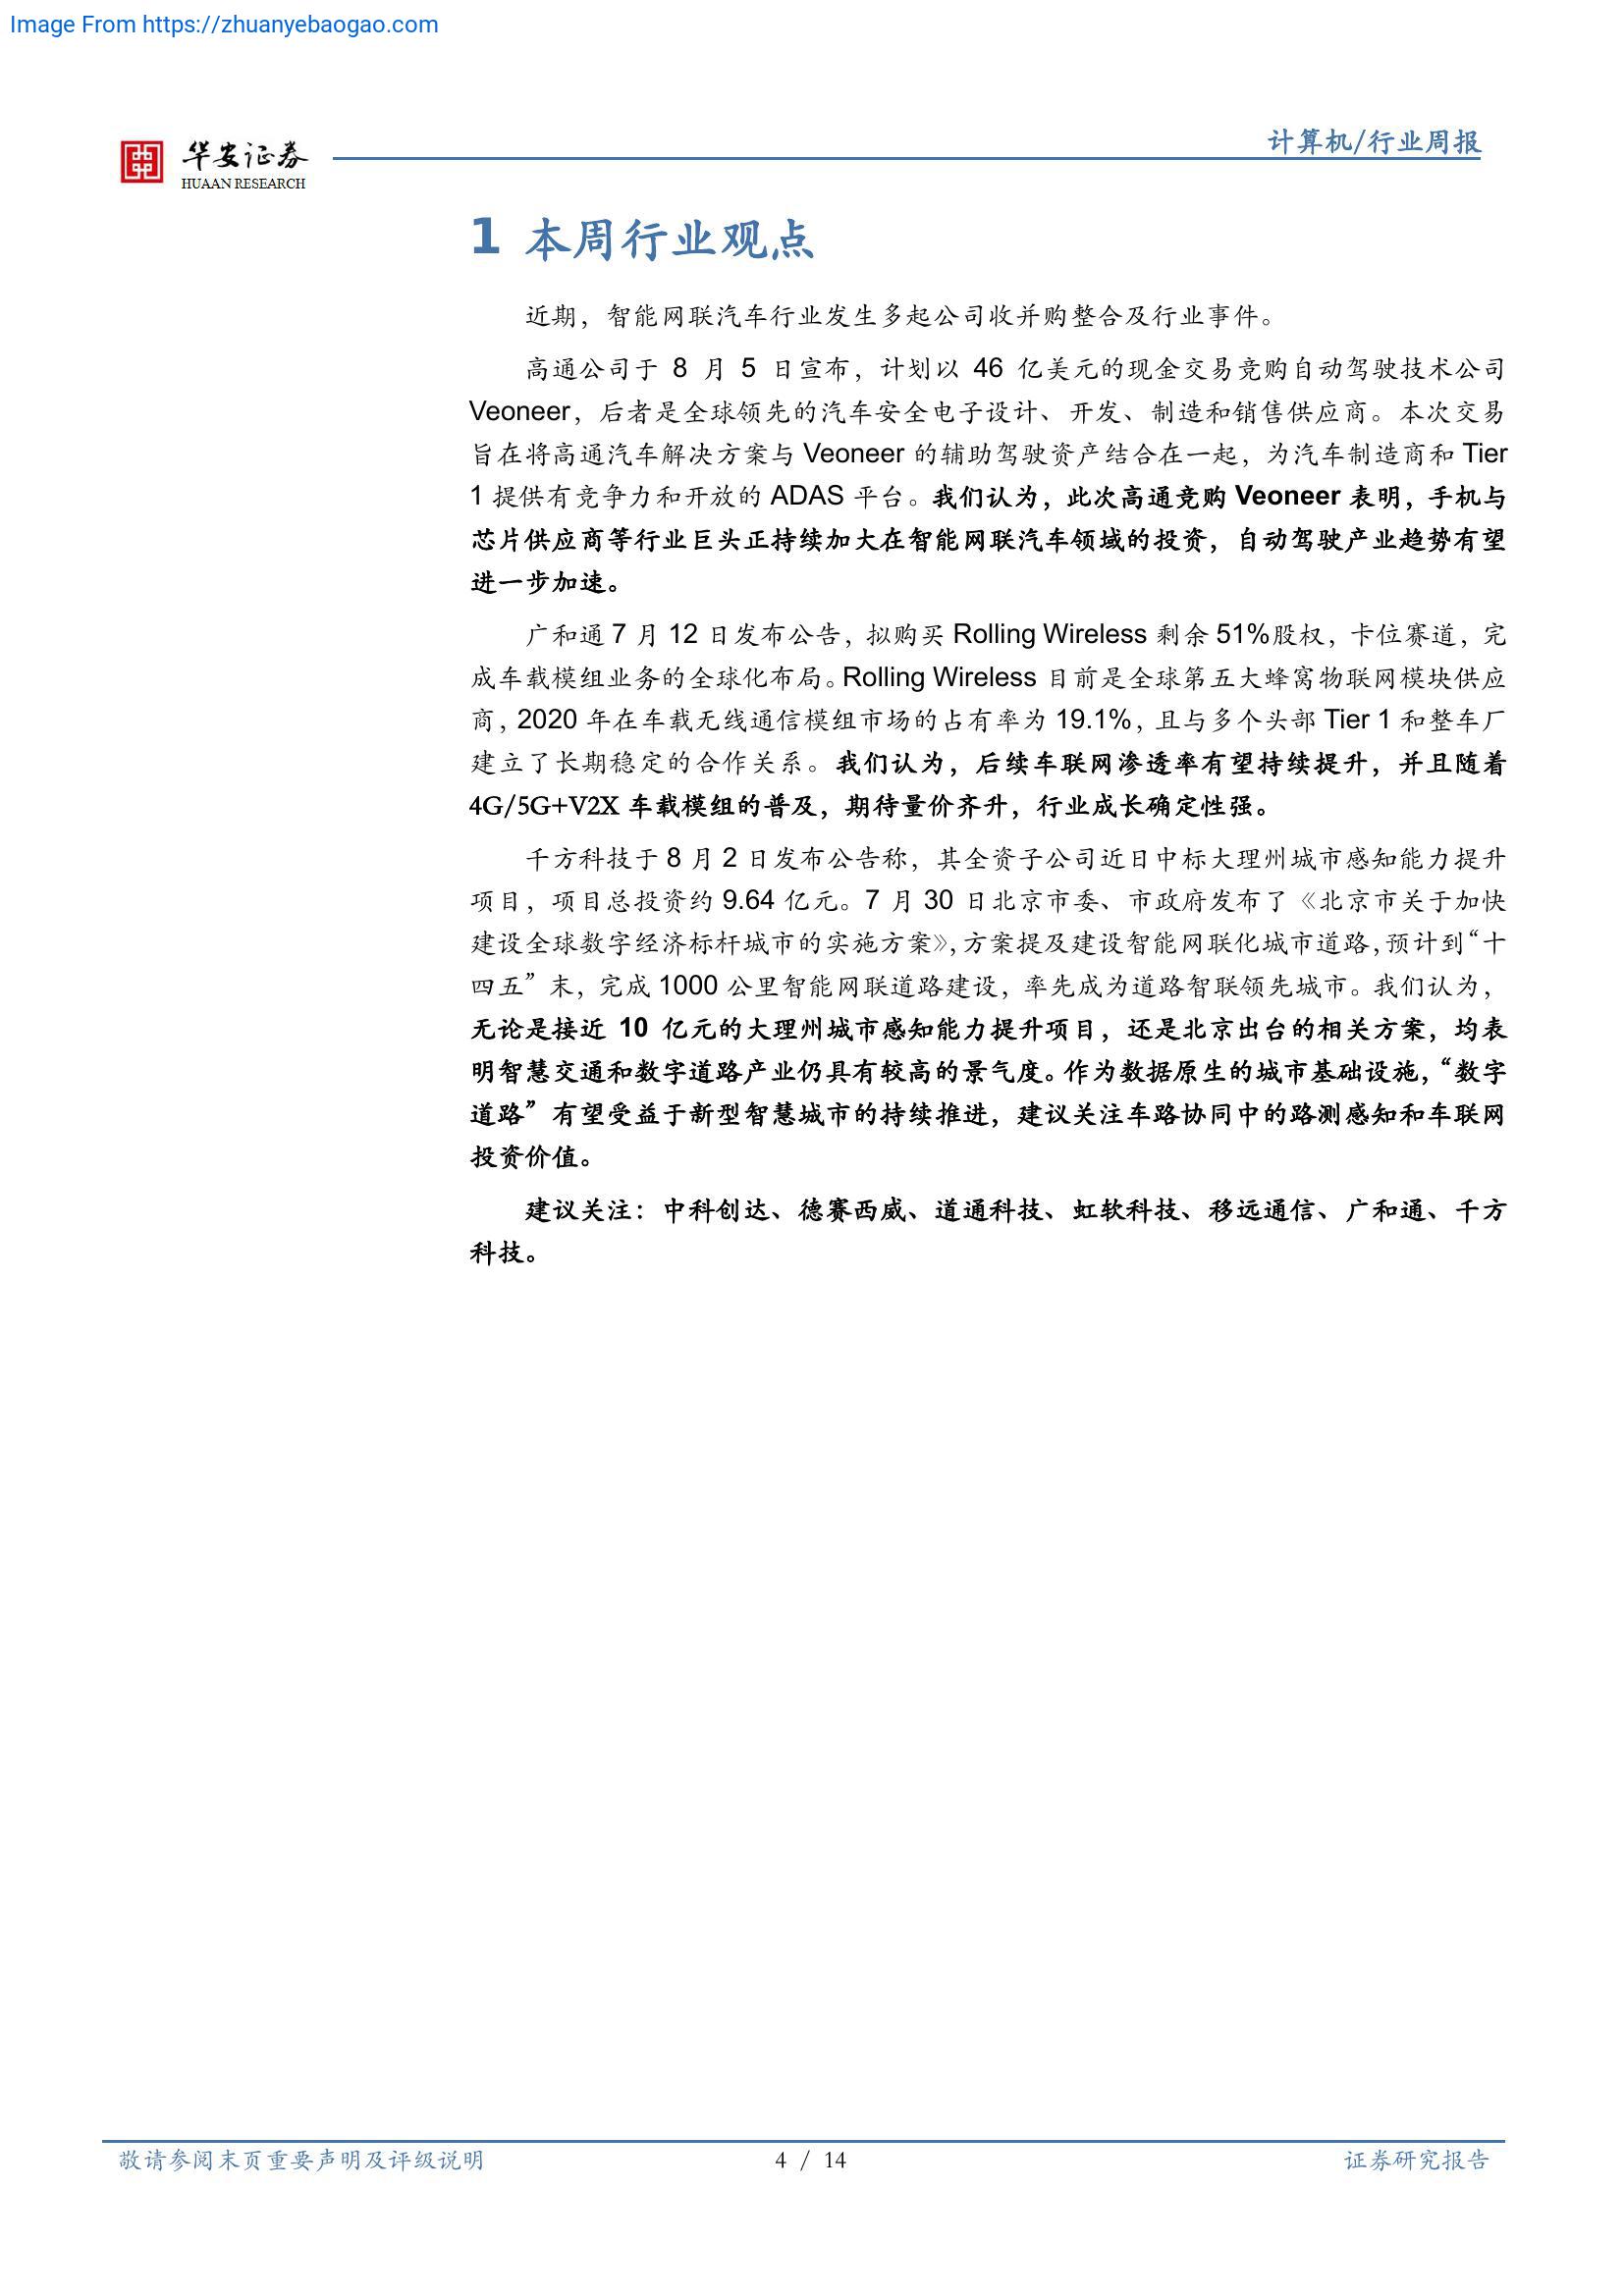 Image From https://zhuanyebaogao.com
华安证券
HUAAN RESEARCH
计算机/行业周报
1 本周行业观点
近期，智能网联汽车行业发生多起公司收并购整合及行业事件。
高通公司于 8 月 5 日宣布，计划以 46 亿美元的现金交易竞购自动驾驶技术公司
Veoneer，后者是全球领先的汽车安全电子设计、开发、制造和销售供应商。本次交易
旨在将高通汽车解决方案与 Veoneer 的辅助驾驶资产结合在一起，为汽车制造商和 Tier
1 提供有竞争力和开放的 ADAS 平台。我们认为，此次高通竞购 Veoneer 表明，手机与
芯片供应商等行业巨头正持续加大在智能网联汽车领域的投资，自动驾驶产业趋势有望
进一步加速。
广和通 7 月 12 日发布公告，拟购买 Rolling Wireless 剩余 51%股权，卡位赛道，完
成车载模组业务的全球化布局。Rolling Wireless 目前是全球第五大蜂窝物联网模块供应
商，2020 年在车载无线通信模组市场的占有率为 19.1%，且与多个头部 Tier 1 和整车厂
建立了长期稳定的合作关系。我们认为，后续车联网渗透率有望持续提升，并且随着
4G/5G+V2X 车载模组的普及，期待量价齐升，行业成长确定性强。
千方科技于 8 月 2 日发布公告称，其全资子公司近日中标大理州城市感知能力提升
项目，项目总投资约 9.64 亿元。7 月 30 日北京市委、市政府发布了《北京市关于加快
建设全球数字经济标杆城市的实施方案》，方案提及建设智能网联化城市道路，预计到“十
四五”末，完成 1000 公里智能网联道路建设，率先成为道路智联领先城市。我们认为，
无论是接近 10 亿元的大理州城市感知能力提升项目，还是北京出台的相关方案，均表
明智慧交通和数字道路产业仍具有较高的景气度。作为数据原生的城市基础设施，“数字
道路”有望受益于新型智慧城市的持续推进，建议关注车路协同中的路测感知和车联网
投资价值。
建议关注：中科创达、德赛西威、道通科技、虹软科技、移远通信、广和通、千方
科技。
敬请参阅末页重要声明及评级说明
4 / 14
证券研究报告